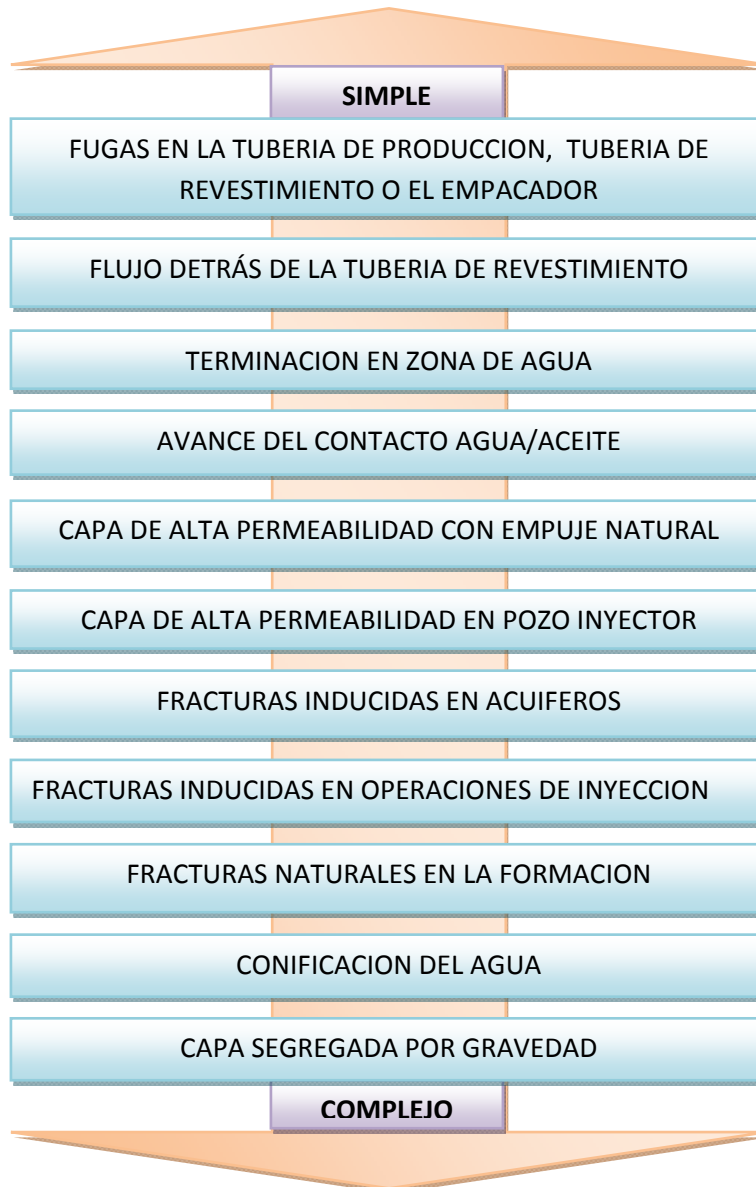 SIMPLE
FUGAS EN LA TUBERIA DE PRODUCCION, TUBERIA DE
REVESTIMIENTO O EL EMPACADOR
FLUJO DETRÁS DE LA TUBERIA DE REVESTIMIENTO
TERMINACION EN ZONA DE AGUA
AVANCE DEL CONTACTO AGUA/ACEITE
CAPA DE ALTA PERMEABILIDAD CON EMPUJE NATURAL
CAPA DE ALTA PERMEABILIDAD EN POZO INYECTOR
FRACTURAS INDUCIDAS EN ACUIFEROS
FRACTURAS INDUCIDAS EN OPERACIONES DE INYECCION
FRACTURAS NATURALES EN LA FORMACION
CONIFICACION DEL AGUA
CAPA SEGREGADA POR GRAVEDAD
COMPLEJO